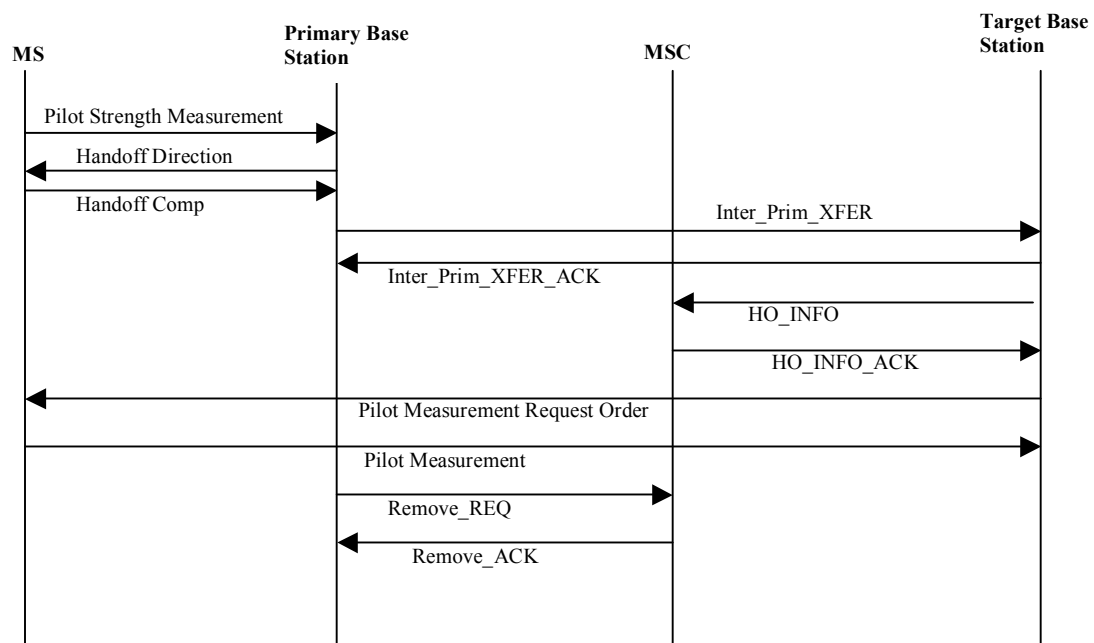 MS
Primary Base
Station
MSC
Target Base
Station
Pilot Strength Measurement
Handoff Direction
Handoff Comp
Inter_Prim_XFER
Inter_Prim_XFER_ACK
HO_INFO
HO_INFO_ACK
Pilot Measurement Request Order
Pilot Measurement
Remove_REQ
Remove_ACK